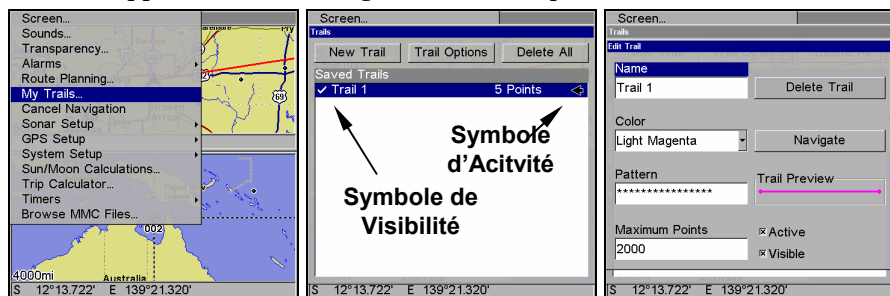 Screen...
Sounds...
Transparency...
Alarms
Route Planning...
My Trails...
Cancel Navigation
Sonar Setup
GPS Setup
System Setup
Sun/Moon Calculations...
Trip Calculator...
Timers
Browse MMC Files...
Pry
69
002
4000mi
Australia
S 12°13.722' E 139°21.320'
Screen...
Trails
New Trail Trail Options Delete All
Saved Trails
Trail 1 5 Points
Symbole
d'Acitvité
Symbole de
Visibilité
S 12°13.722' E 139°21.320'
Screen...
Trails
Edit Trail
Name
Trail 1 Delete Trail
Color
Light Magenta Navigate
Pattern Trail Preview
***************
Maximum Points Active
2000 Visible
S 12°13.722' E 139°21.320'